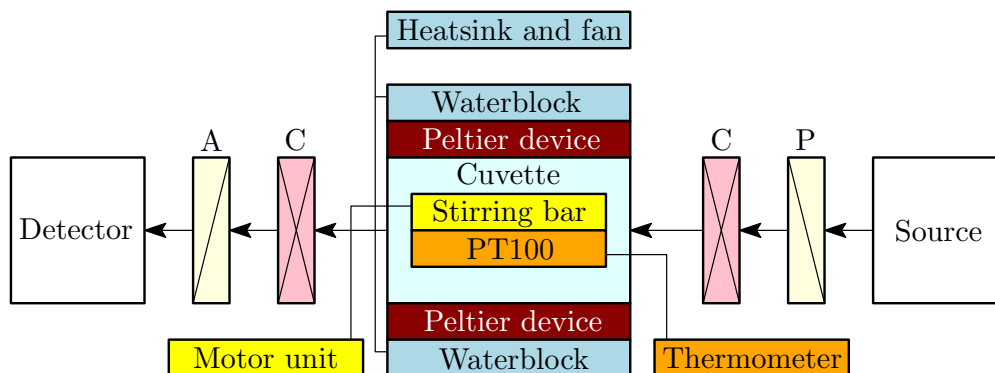 Heatsink and fan
Waterblock
Peltier device
A
C
Cuvette
C
P
Detector
Stirring bar
PT100
Source
Peltier device
Motor unit
Waterblock
Thermometer